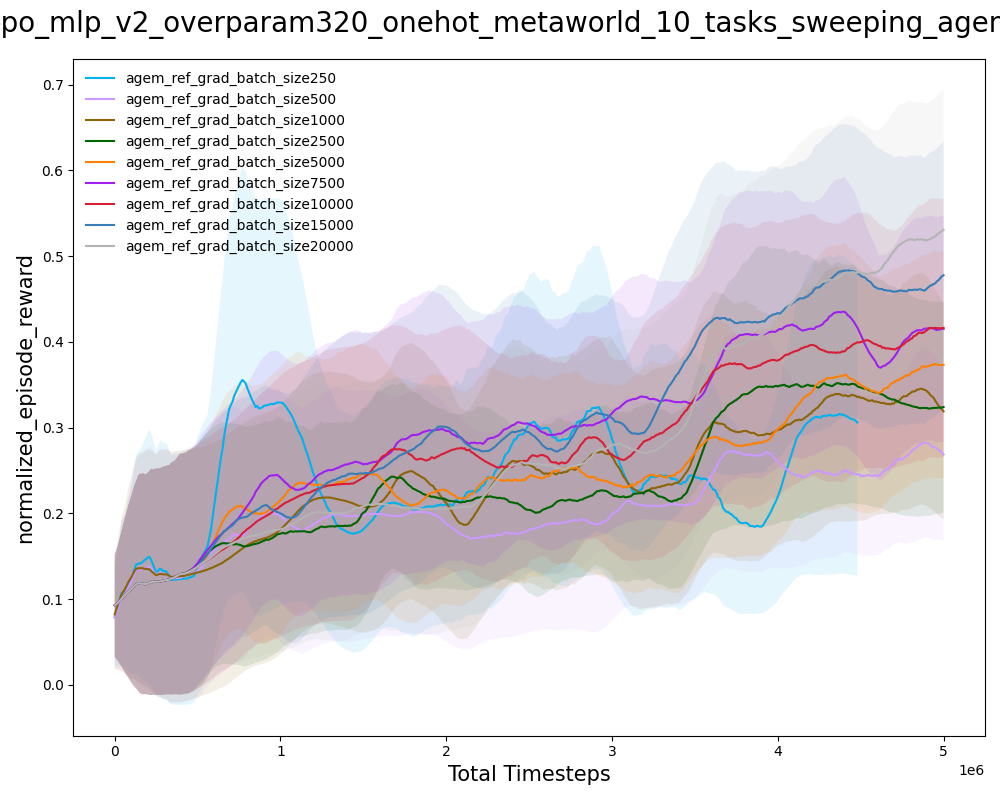 po_mlp_v2_overparam320_onehot_metaworld_10_tasks_sweeping_ager
agem_ref_grad_batch_size250
agem_ref_grad_batch_size500
agem_ref_grad_batch_size1000
agem_ref_grad_batch_size2500
agem_ref_grad_batch_size5000
agem_ref_grad_batch_size7500
agem_ref_grad_batch_size10000
agem_ref_grad_batch_size15000
agem_ref_grad_batch_size20000
normalized_episode_reward
0.7
0.6
0.5
0.4
0.3
0.2
0.1
0.0
0 1 2 3 4 5
1e6
Total Timesteps